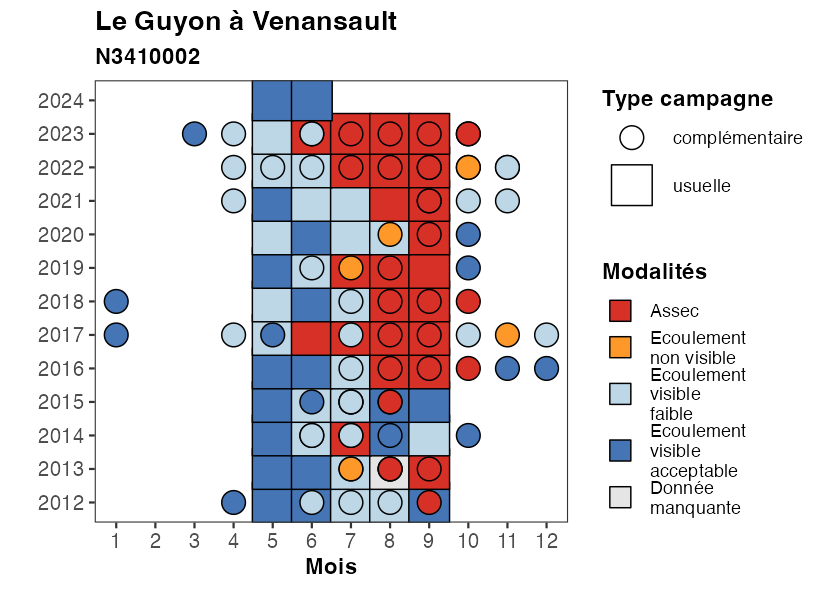 Le Guyon à Venansault
N3410002
2024
2023
2022
2021
2020
2019
2018
2017
2016
2015
2014
2013
2012
1 2 3 4 5 6 7 8 9 10 11 12
Mois
Type campagne
complémentaire
usuelle
Modalités
Assec
Ecoulement
non visible
Ecoulement
visible
faible
Ecoulement
visible
acceptable
Donnée
manquante